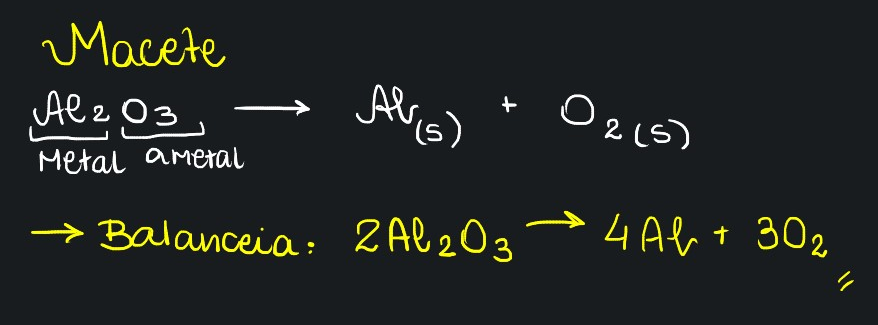 Macete
Al2O3 → Al(s) + O2(s)
Metal ametal
→ Balanceia: 2Al2O3 → 4Al + 3O2